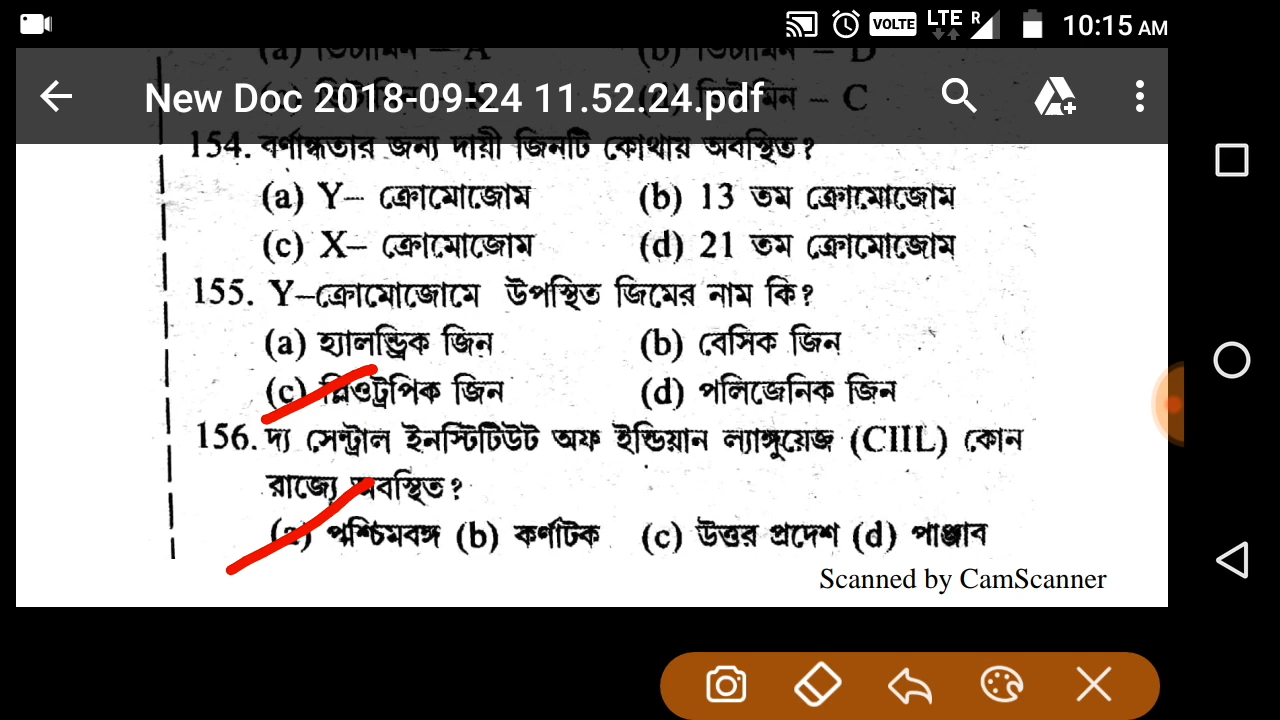 VOLTE LTE R 10:15 AM
(a) ভিটামিন – A (b) ভিটামিন – D
New Doc 2018-09-24 11.52.24.pdf
– C
154. বর্ণান্ধতার জন্য দায়ী জিনটি কোথায় অবস্থিত?
(a) Y– ক্রোমোজোম (b) 13 তম ক্রোমোজোম
(c) X– ক্রোমোজোম (d) 21 তম ক্রোমোজোম
155. Y–ক্রোমোজোমে উপস্থিত জিমের নাম কি?
(a) হ্যালন্ড্রিক জিন (b) বেসিক জিন
(c) প্লিওট্রপিক জিন (d) পলিজেনিক জিন
156. দ্য সেন্ট্রাল ইনস্টিটিউট অফ ইন্ডিয়ান ল্যাঙ্গুয়েজ (CIIL) কোন
রাজ্যে অবস্থিত?
(a) পশ্চিমবঙ্গ (b) কর্ণাটক (c) উত্তর প্রদেশ (d) পাঞ্জাব
Scanned by CamScanner